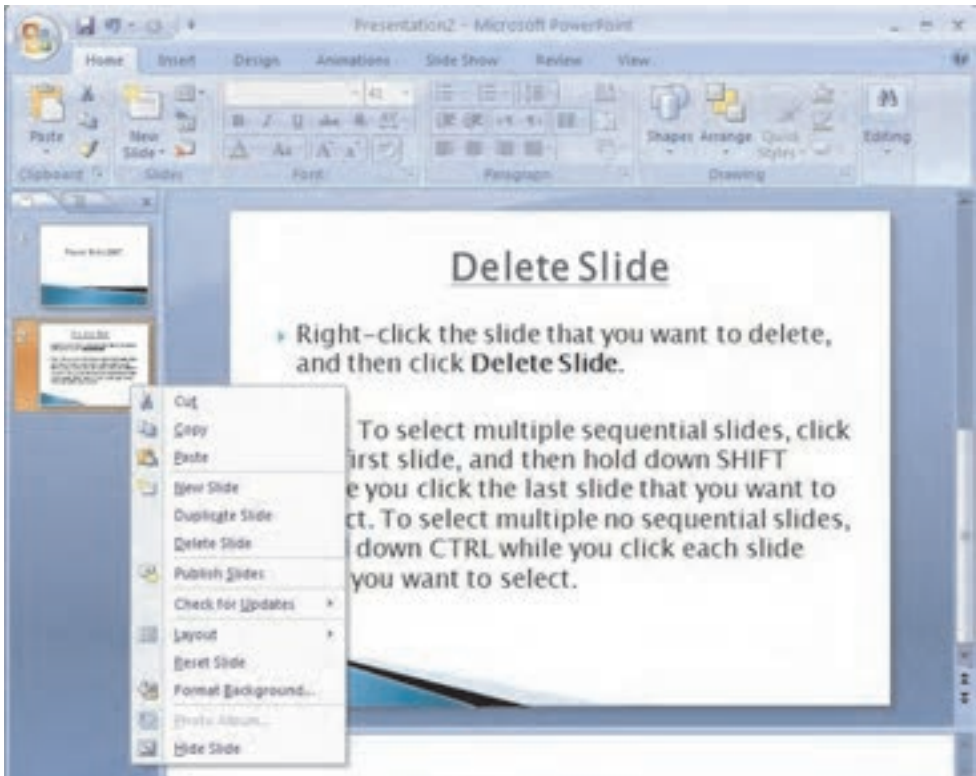 Presentation2 - Microsoft PowerPoint
Home Insert Design Animations Slide Show Review View
Paste
New Slide
Shapes Arrange Quick Styles
Editing
Clipboard Slides Font Paragraph Drawing
Delete Slide
Right-click the slide that you want to delete,
and then click Delete Slide.
To select multiple sequential slides, click
irst slide, and then hold down SHIFT
e you click the last slide that you want to
ct. To select multiple no sequential slides,
down CTRL while you click each slide
you want to select.
Cut
Copy
Paste
New Slide
Duplicate Slide
Delete Slide
Publish Slides
Check for Updates
Layout
Reset Slide
Format Background...
Photo Album...
Hide Slide